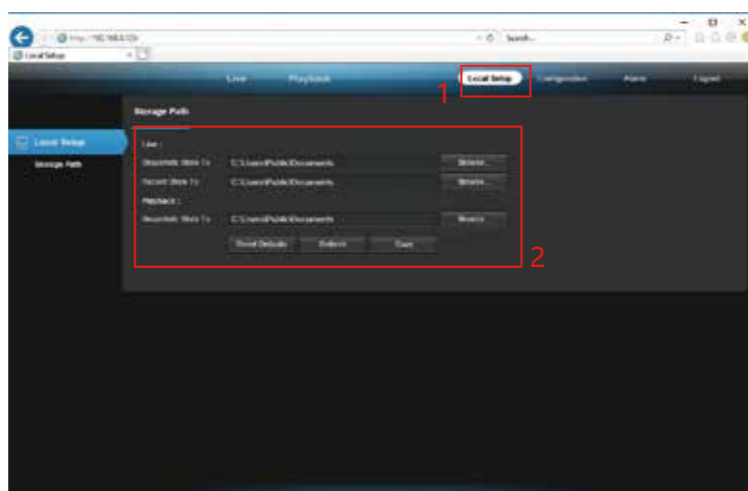 Search...
Local Setup
Live Playback Local Setup Configuration Alarm Logout
1
Storage Path
Local Setup
Storage Path
Live :
Snapshots Store To C:\Users\Public\Documents Browse...
Record Store To C:\Users\Public\Documents Browse...
Playback :
Snapshots Store To C:\Users\Public\Documents Browse...
Reset Defaults Refresh Save
2